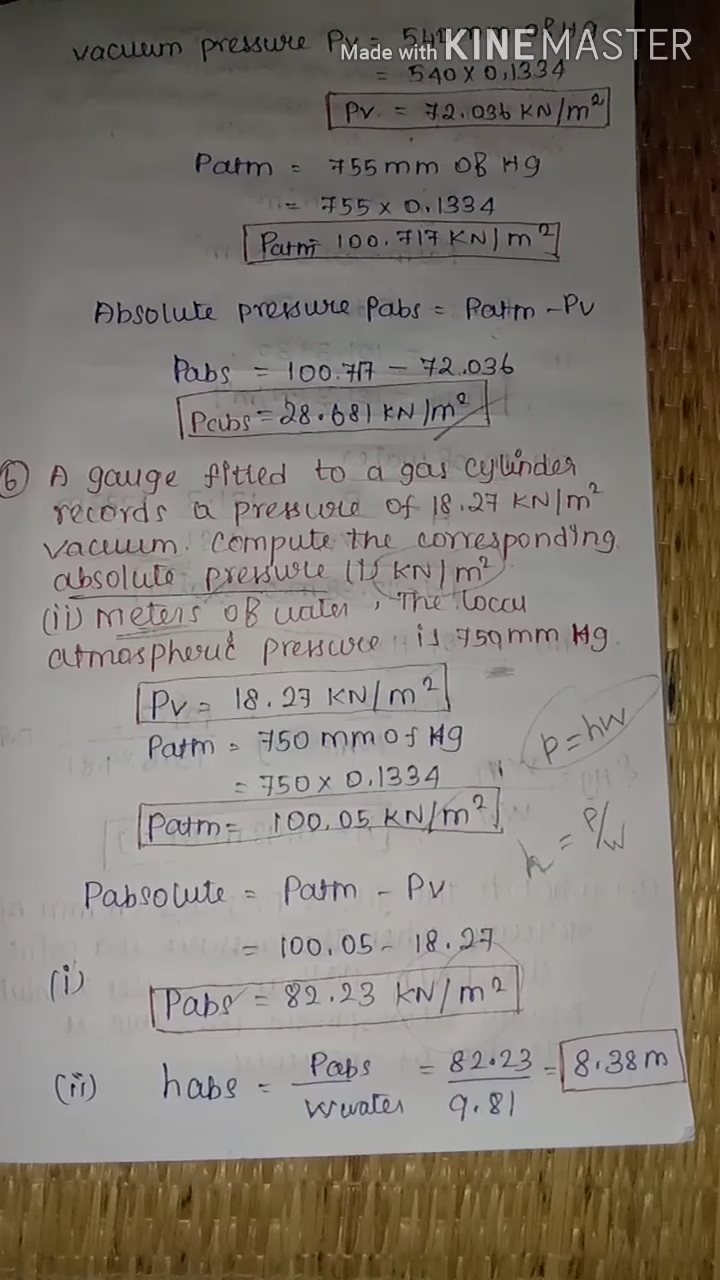 vacuum pressure Pv = 540 mm OB Hg
Made with KINEMASTER
= 540 x 0.1334
Pv = 72.036 KN/m²
Patm = 755 mm OB Hg
= 755 x 0.1334
Patm = 100.717 KN/m²
Absolute pressure Pabs = Patm - Pv
Pabs = 100.717 - 72.036
Pabs = 28.681 KN/m²
⑥ A gauge fitted to a gas cylinder
records a pressure of 18.27 KN/m²
vacuum. Compute the corresponding
absolute pressure (i) KN/m²
(ii) meters OB water, The local
atmospheric pressure is 750mm Hg
Pv = 18.27 KN/m²
Patm = 750 mm of Hg
= 750 x 0.1334
P = hw
Patm = 100.05 KN/m²
h = P/w
Pabsolute = Patm - Pv
= 100.05 - 18.27
(i) Pabs = 82.23 KN/m²
(ii) habs = Pabs / Wwater = 82.23 / 9.81 = 8.38 m